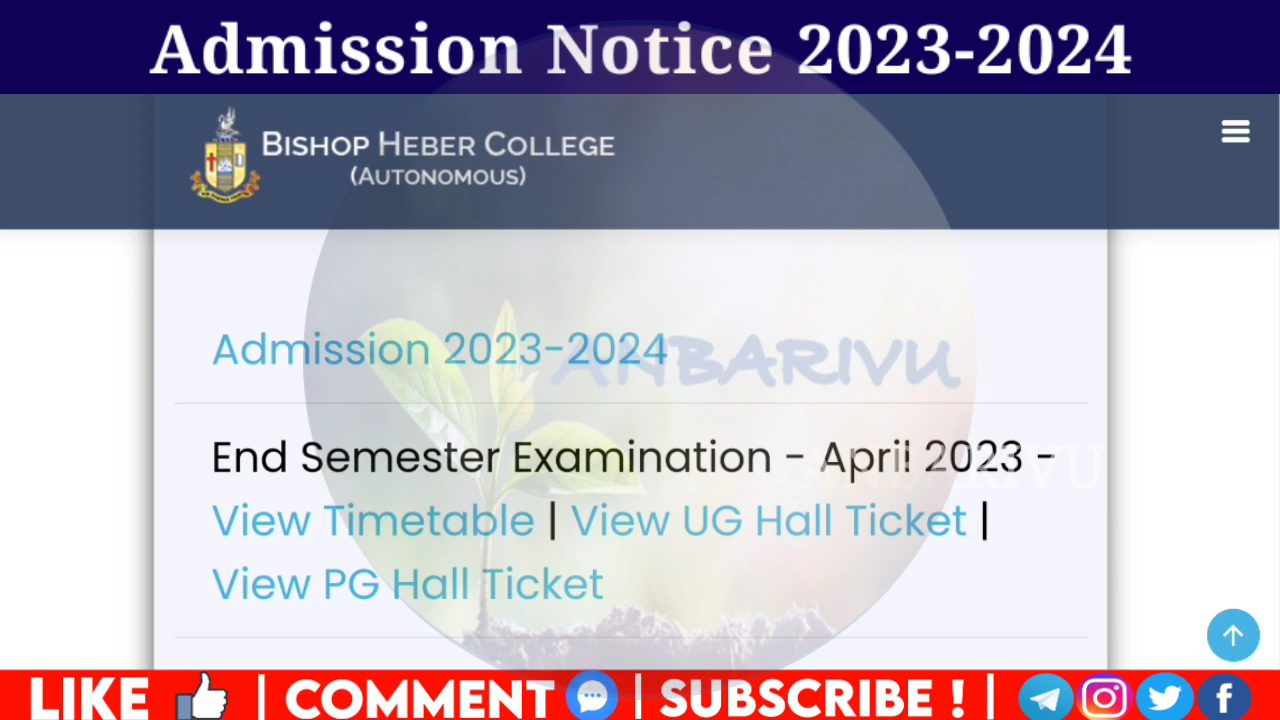 Admission Notice 2023-2024
BISHOP HEBER COLLEGE
(AUTONOMOUS)
Admission 2023-2024
ANBARIVU
End Semester Examination - April 2023 -
ANBARIVU
View Timetable | View UG Hall Ticket |
View PG Hall Ticket
LIKE | COMMENT | SUBSCRIBE ! |